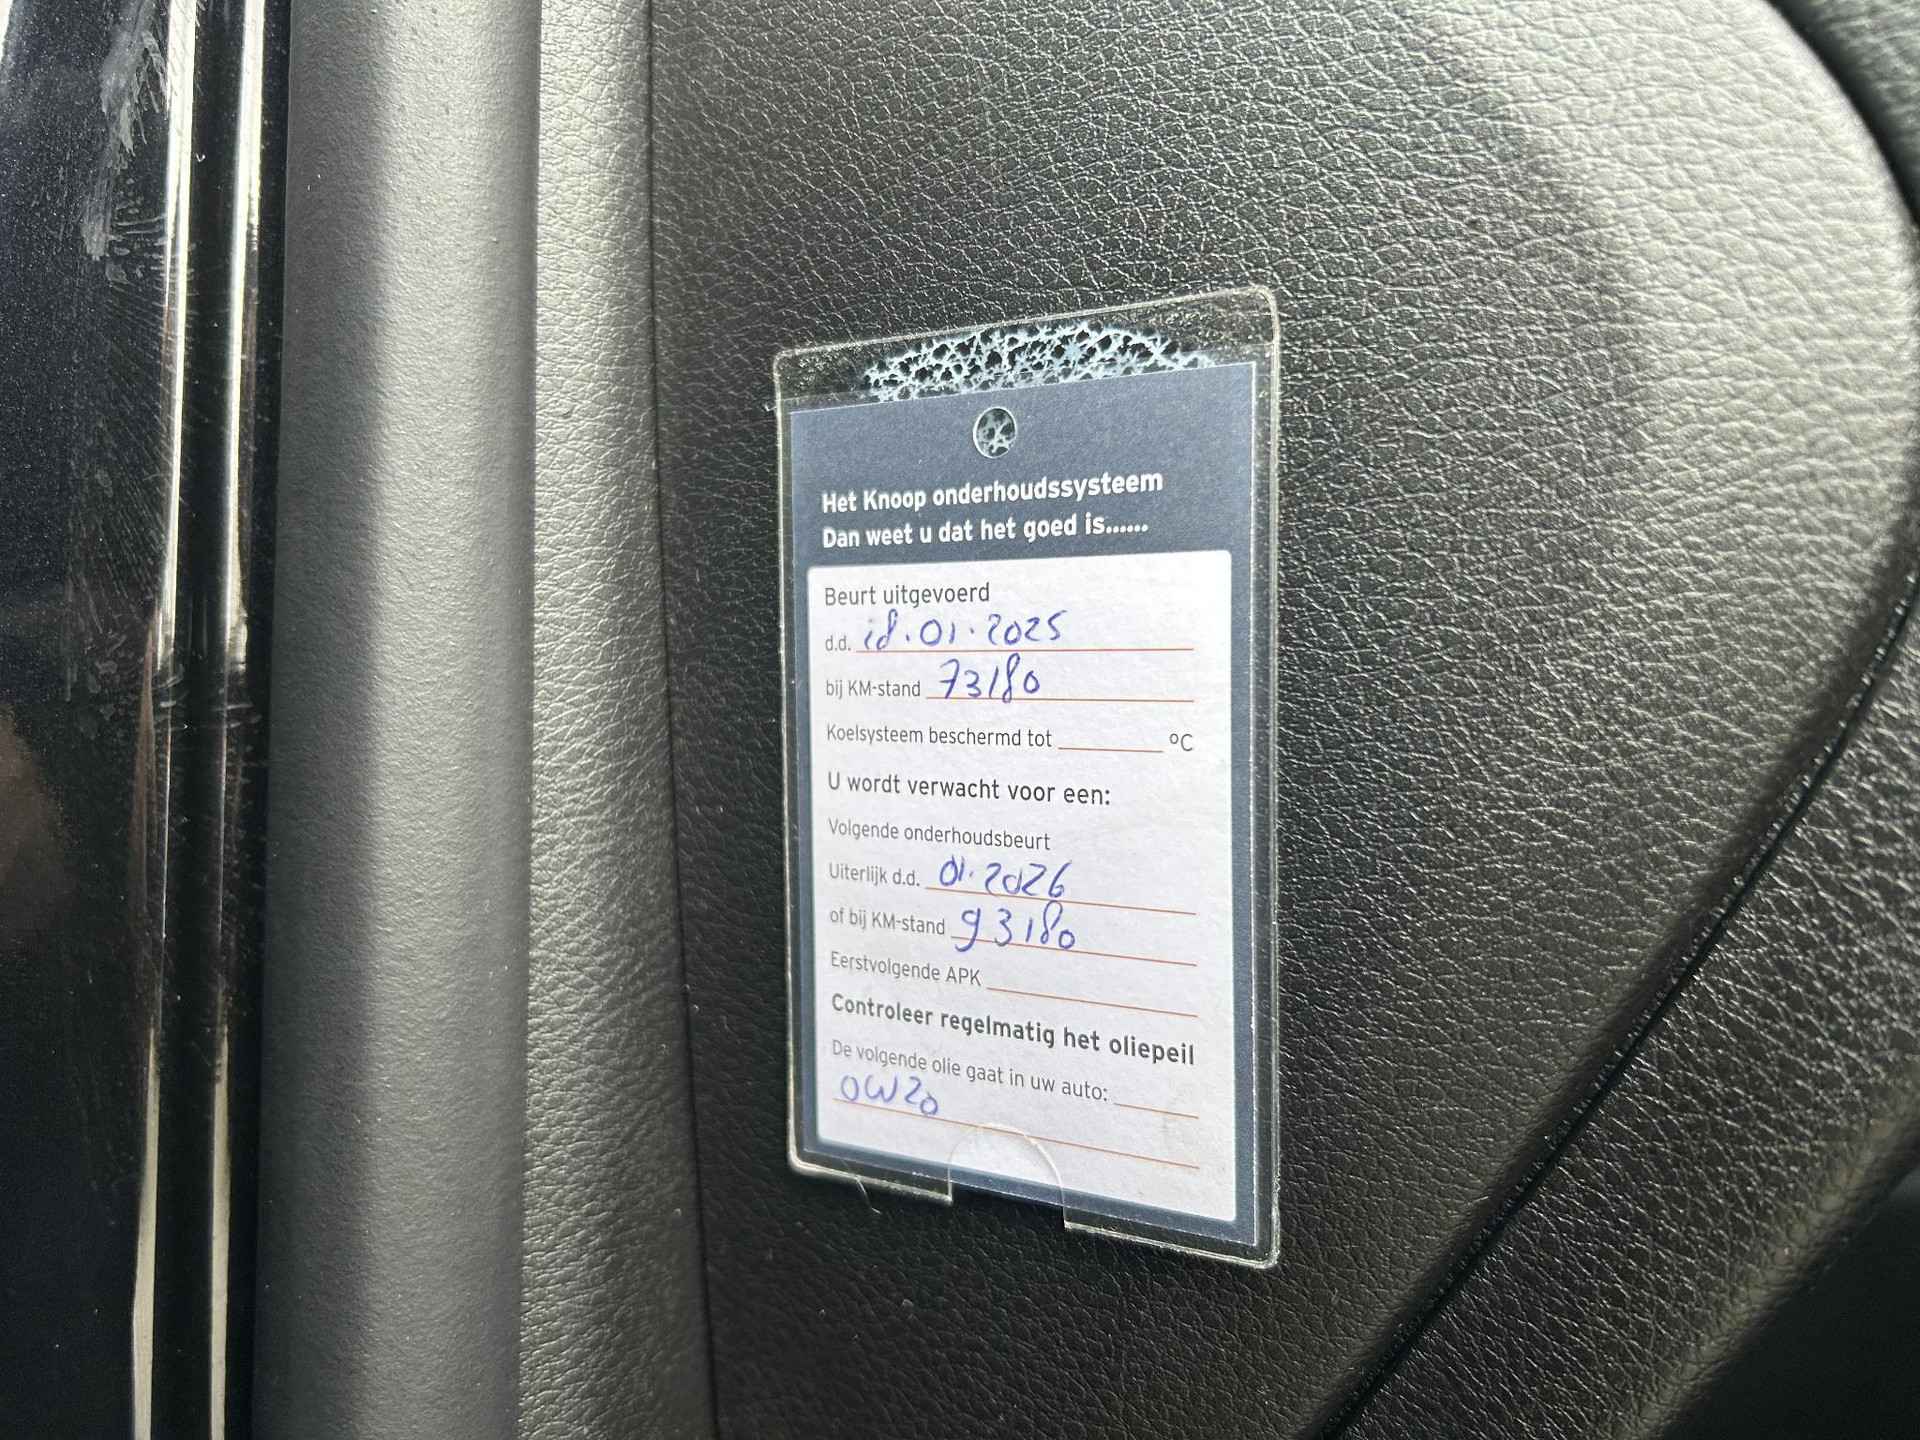 Het Knoop onderhoudssysteem
Dan weet u dat het goed is......
Beurt uitgevoerd
d.d. 18.01.2025
bij KM-stand 73180
Koelsysteem beschermd tot ºC
U wordt verwacht voor een:
Volgende onderhoudsbeurt
Uiterlijk d.d. 01.2026
of bij KM-stand 93180
Eerstvolgende APK
Controleer regelmatig het oliepeil
De volgende olie gaat in uw auto:
0W20